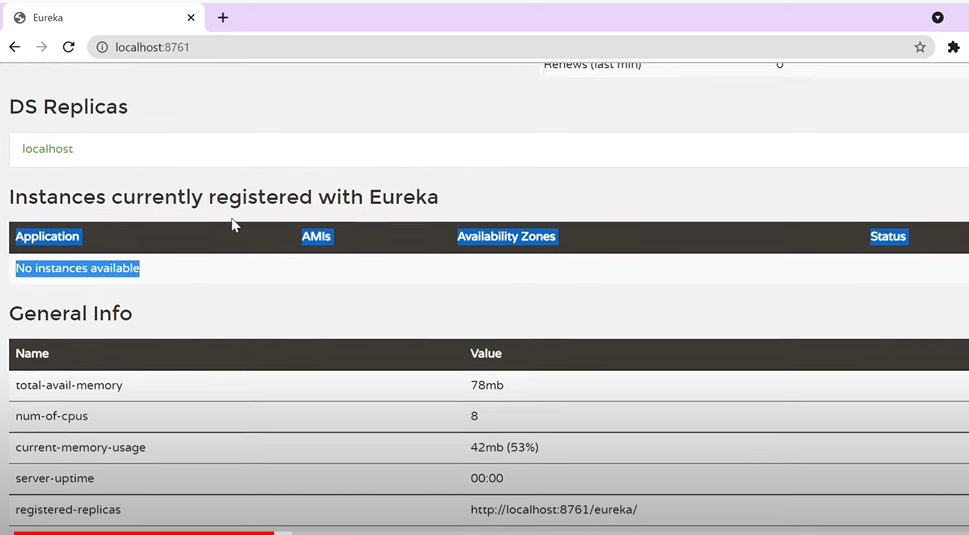 Eureka
localhost:8761
Renews (last min) 0
DS Replicas
localhost
Instances currently registered with Eureka
Application AMIs Availability Zones Status
No instances available
General Info
Name Value
total-avail-memory 78mb
num-of-cpus 8
current-memory-usage 42mb (53%)
server-uptime 00:00
registered-replicas http://localhost:8761/eureka/